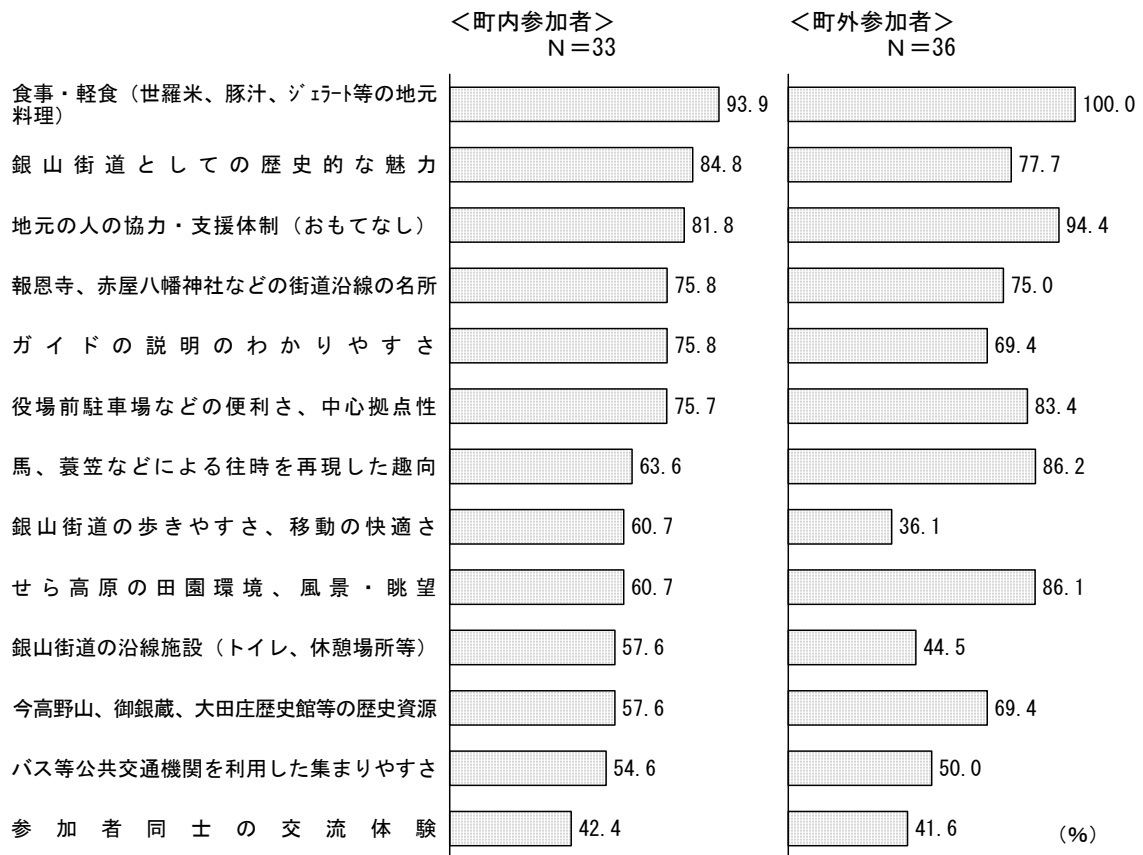 ＜町内参加者＞ ＜町外参加者＞
Ｎ＝33 Ｎ＝36
食事・軽食（世羅米、豚汁、ｼﾞｪﾗｰﾄ等の地元
料理） 93.9 100.0
銀山街道としての歴史的な魅力 84.8 77.7
地元の人の協力・支援体制（おもてなし） 81.8 94.4
報恩寺、赤屋八幡神社などの街道沿線の名所 75.8 75.0
ガイドの説明のわかりやすさ 75.8 69.4
役場前駐車場などの便利さ、中心拠点性 75.7 83.4
馬、蓑笠などによる往時を再現した趣向 63.6 86.2
銀山街道の歩きやすさ、移動の快適さ 60.7 36.1
せら高原の田園環境、風景・眺望 60.7 86.1
銀山街道の沿線施設（トイレ、休憩場所等） 57.6 44.5
今高野山、御銀蔵、大田庄歴史館等の歴史資源 57.6 69.4
バス等公共交通機関を利用した集まりやすさ 54.6 50.0
参加者同士の交流体験 42.4 41.6 （%）